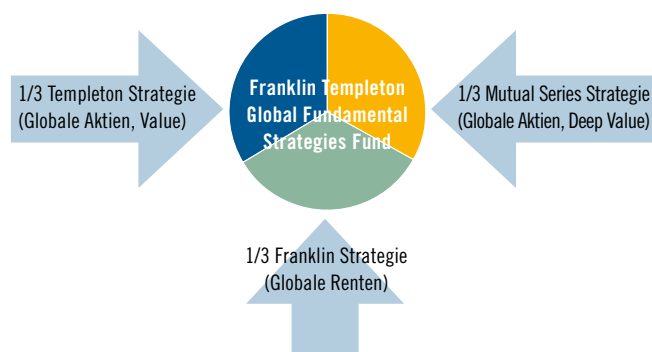 1/3 Templeton Strategie
(Globale Aktien, Value)
Franklin Templeton
Global Fundamental
Strategies Fund
1/3 Mutual Series Strategie
(Globale Aktien, Deep Value)
1/3 Franklin Strategie
(Globale Renten)